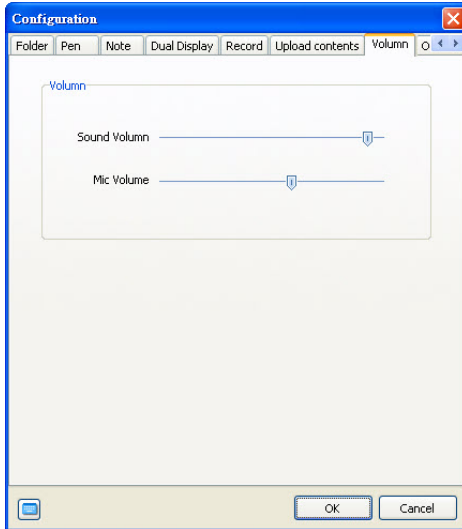 Configuration
Folder Pen Note Dual Display Record Upload contents Volumn O
Volumn
Sound Volumn
Mic Volume
OK Cancel